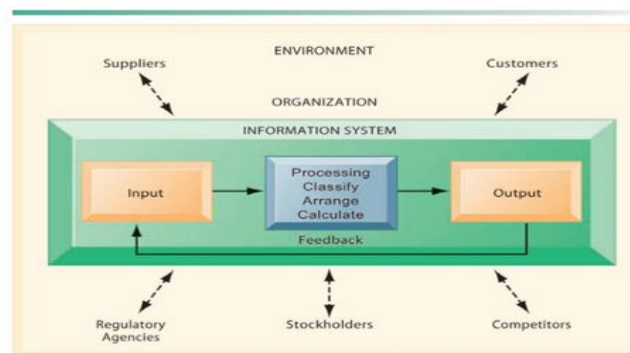 ENVIRONMENT
Suppliers
Customers
ORGANIZATION
INFORMATION SYSTEM
Input
Processing
Classify
Arrange
Calculate
Output
Feedback
Regulatory
Agencies
Stockholders
Competitors